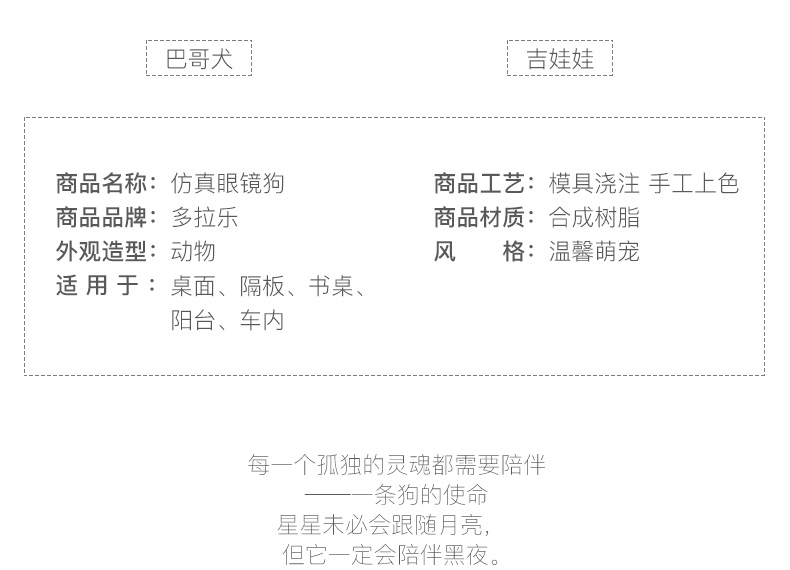 巴哥犬
吉娃娃
商品名称：仿真眼镜狗
商品品牌：多拉乐
外观造型：动物
适 用 于 ：桌面、隔板、书桌、
阳台、车内
商品工艺：模具浇注 手工上色
商品材质：合成树脂
风　　格：温馨萌宠
每一个孤独的灵魂都需要陪伴
——一条狗的使命
星星未必会跟随月亮，
但它一定会陪伴黑夜。